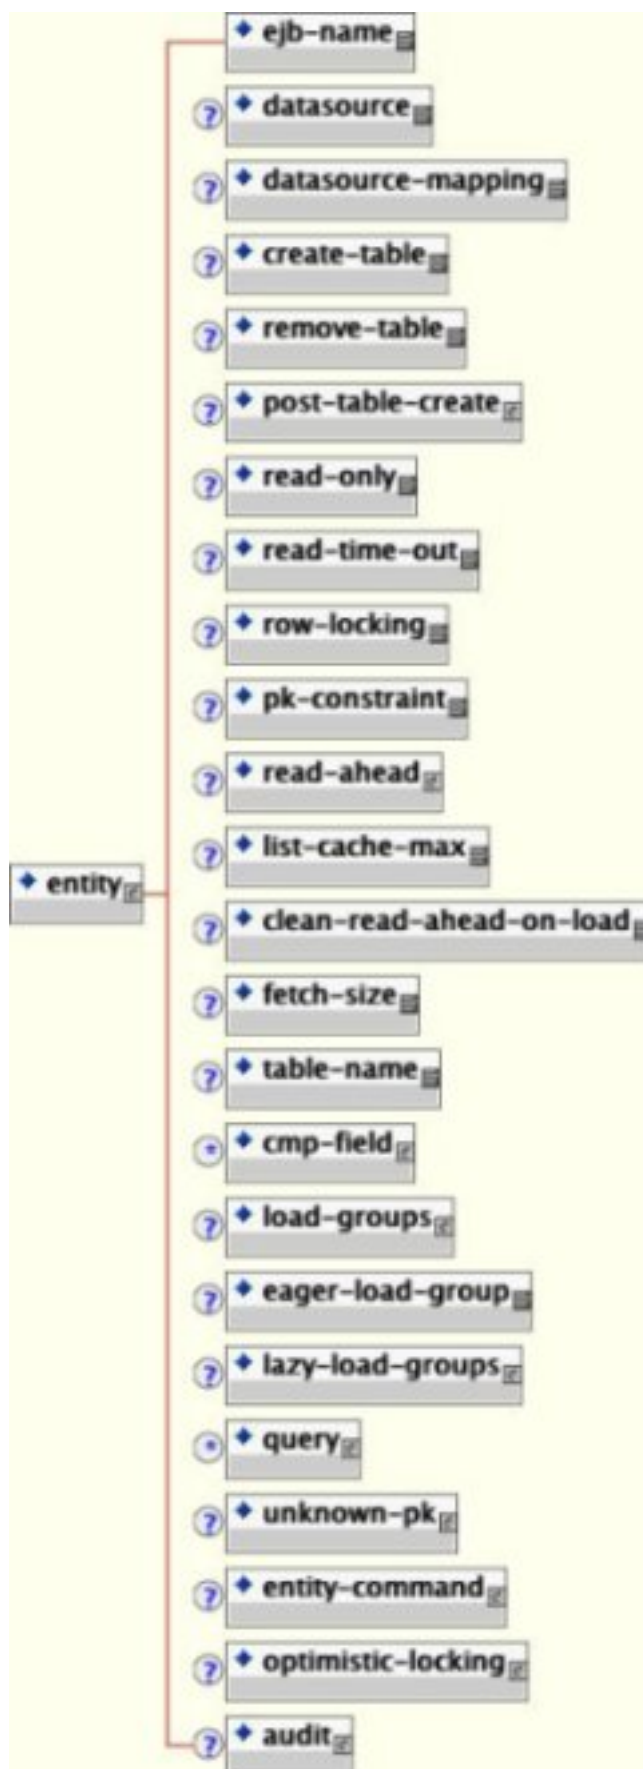 ejb-name
? datasource
? datasource-mapping
? create-table
? remove-table
? post-table-create
? read-only
? read-time-out
? row-locking
? pk-constraint
? read-ahead
? list-cache-max
entity
? clean-read-ahead-on-load
? fetch-size
? table-name
* cmp-field
? load-groups
? eager-load-group
? lazy-load-groups
* query
? unknown-pk
? entity-command
? optimistic-locking
? audit